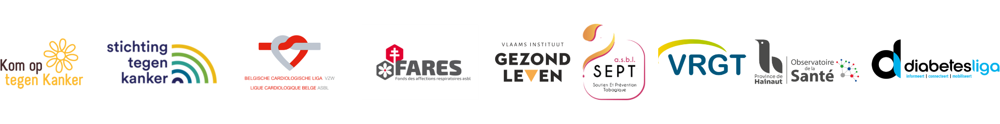 Kom op
tegen Kanker
stichting
tegen
kanker
BELGISCHE CARDIOLOGISCHE LIGA VZW
LIGUE CARDIOLOGIQUE BELGE ASBL
FARES
Fonds des affections respiratoires asbl
VLAAMS INSTITUUT
GEZOND
LEVEN
a.s.b.l.
SEPT
Soutien Et Prévention
Tabagique
VRGT
Province de
Hainaut
Observatoire
de la
Santé
diabetesliga
informeert | connecteert | mobiliseert